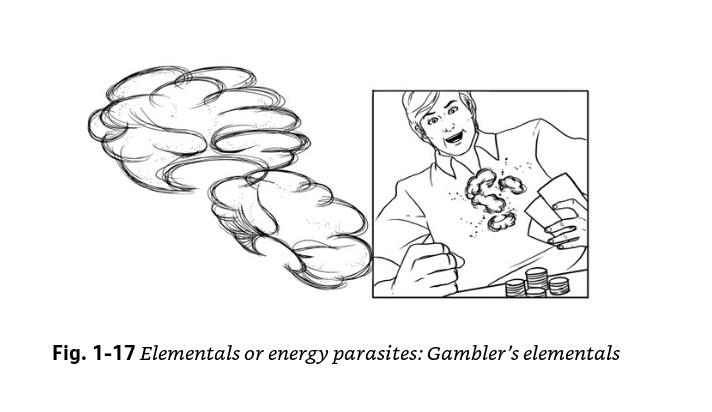 Fig. 1-17 Elementals or energy parasites: Gambler’s elementals